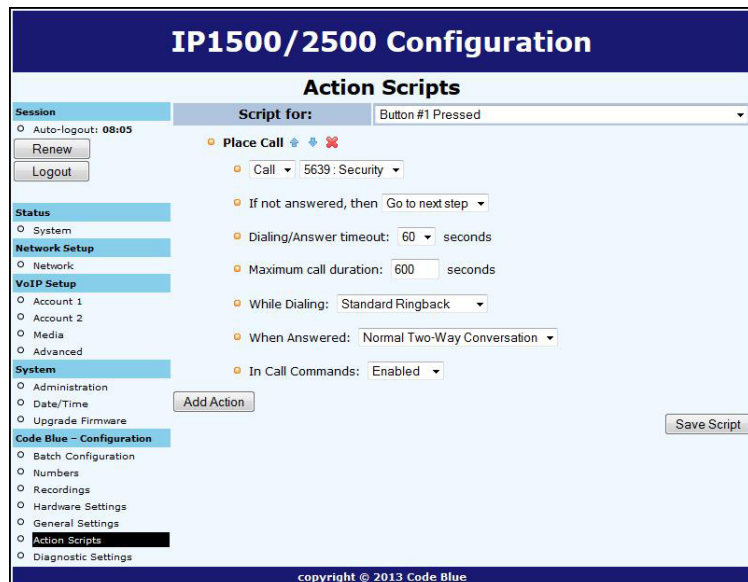 IP1500/2500 Configuration
Action Scripts
Session
Auto-logout: 08:05
Renew
Logout
Status
System
Network Setup
Network
VoIP Setup
Account 1
Account 2
Media
Advanced
System
Administration
Date/Time
Upgrade Firmware
Code Blue – Configuration
Batch Configuration
Numbers
Recordings
Hardware Settings
General Settings
Action Scripts
Diagnostic Settings
Script for: Button #1 Pressed
Place Call
Call 5639 : Security
If not answered, then Go to next step
Dialing/Answer timeout: 60 seconds
Maximum call duration: 600 seconds
While Dialing: Standard Ringback
When Answered: Normal Two-Way Conversation
In Call Commands: Enabled
Add Action
Save Script
copyright © 2013 Code Blue